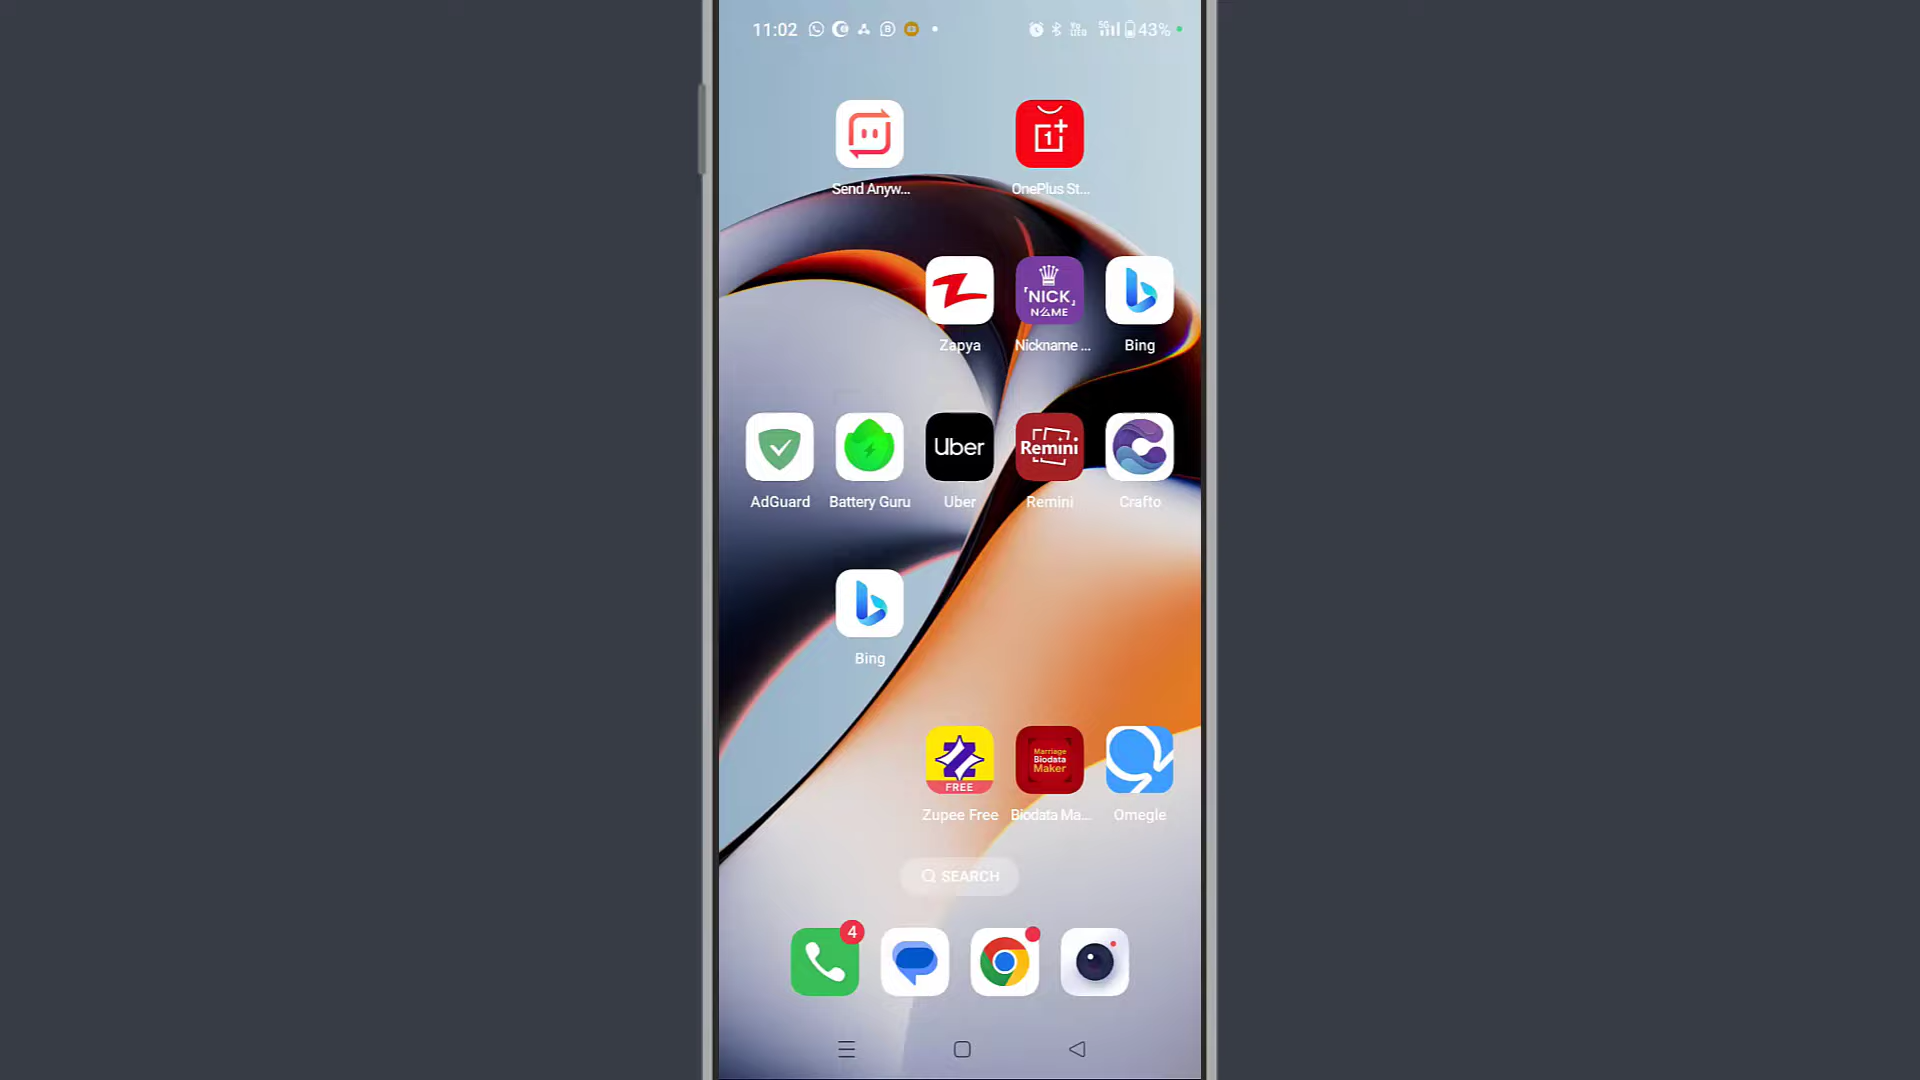 11:02
43%
Send Anyw...
OnePlus St...
NICK
NAME
Zapya
Nickname ...
Bing
Uber
Remini
AdGuard
Battery Guru
Uber
Remini
Crafto
Bing
FREE
Marriage
Biodata
Maker
Zupee Free
Biodata Ma...
Omegle
SEARCH
4